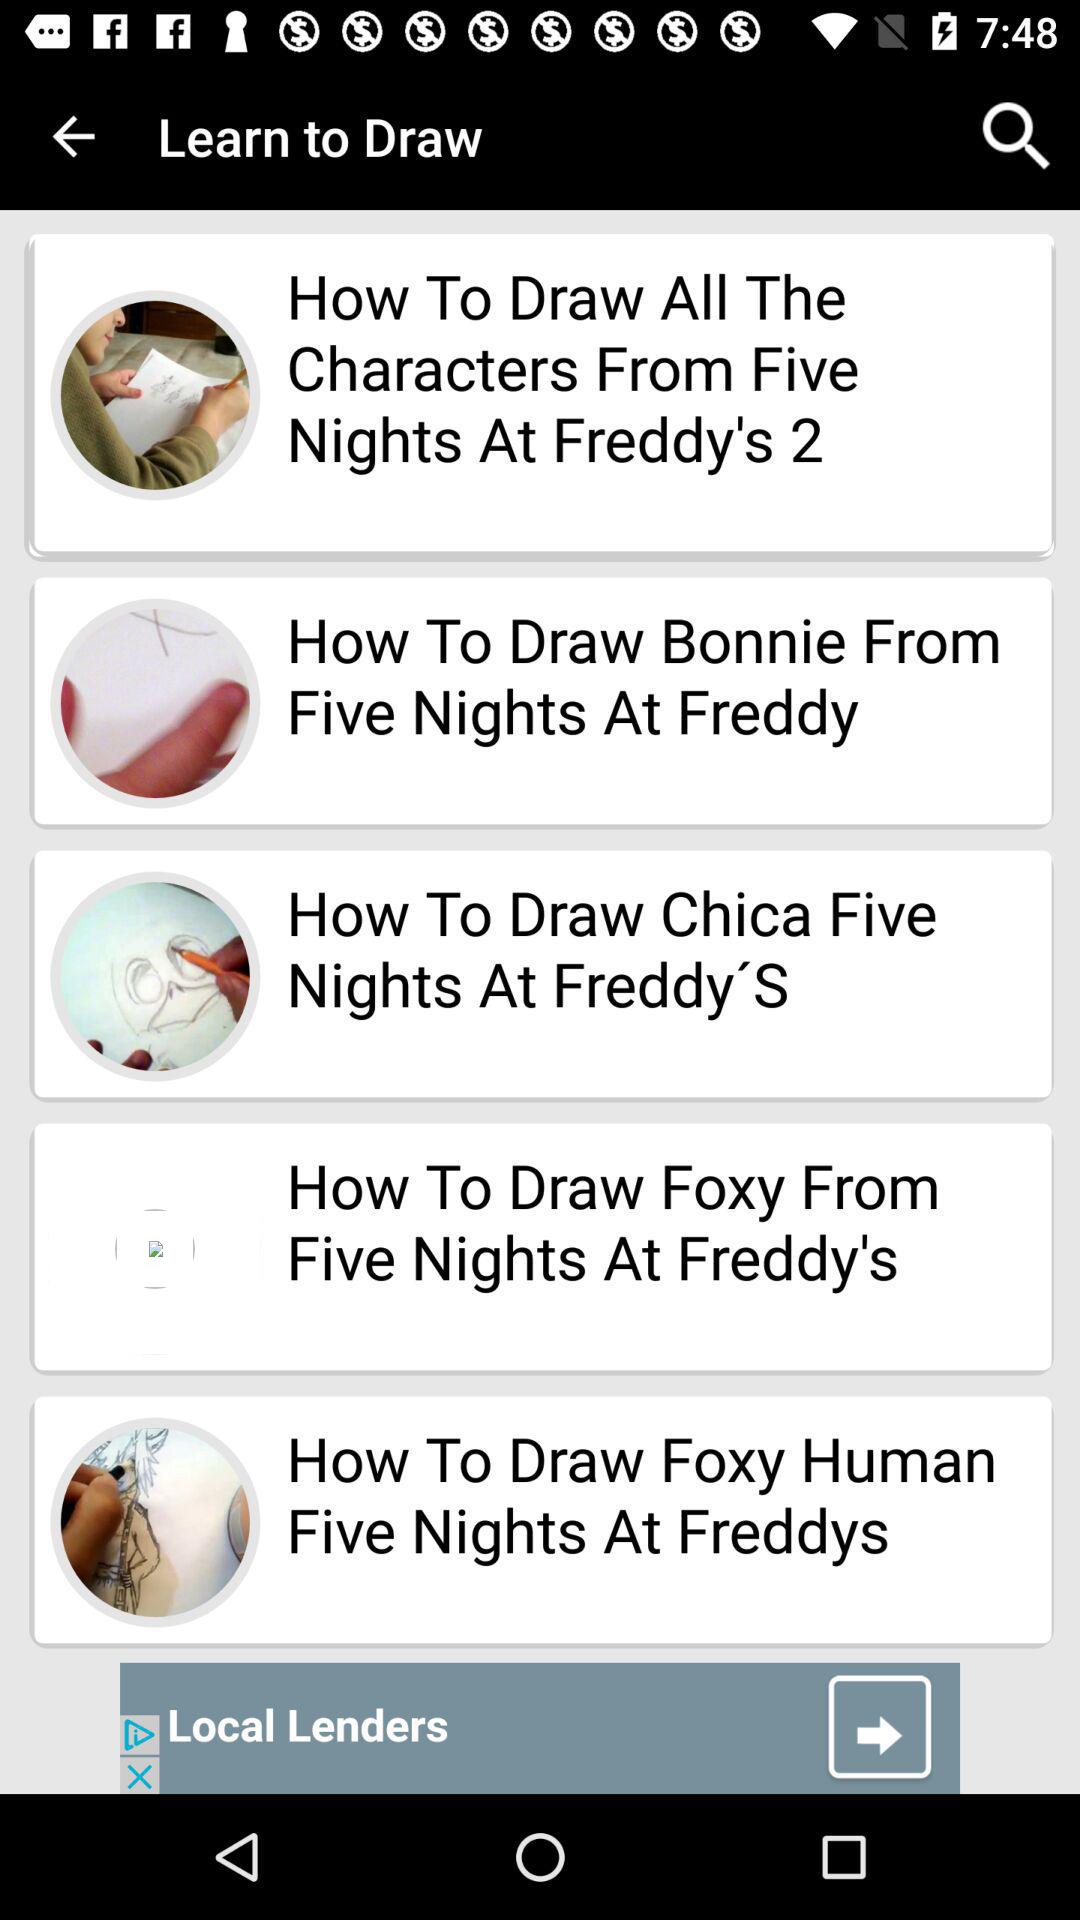 7:48
Learn to Draw
How To Draw All The
Characters From Five
Nights At Freddy's 2
How To Draw Bonnie From
Five Nights At Freddy
How To Draw Chica Five
Nights At Freddy´S
How To Draw Foxy From
Five Nights At Freddy's
How To Draw Foxy Human
Five Nights At Freddys
Local Lenders